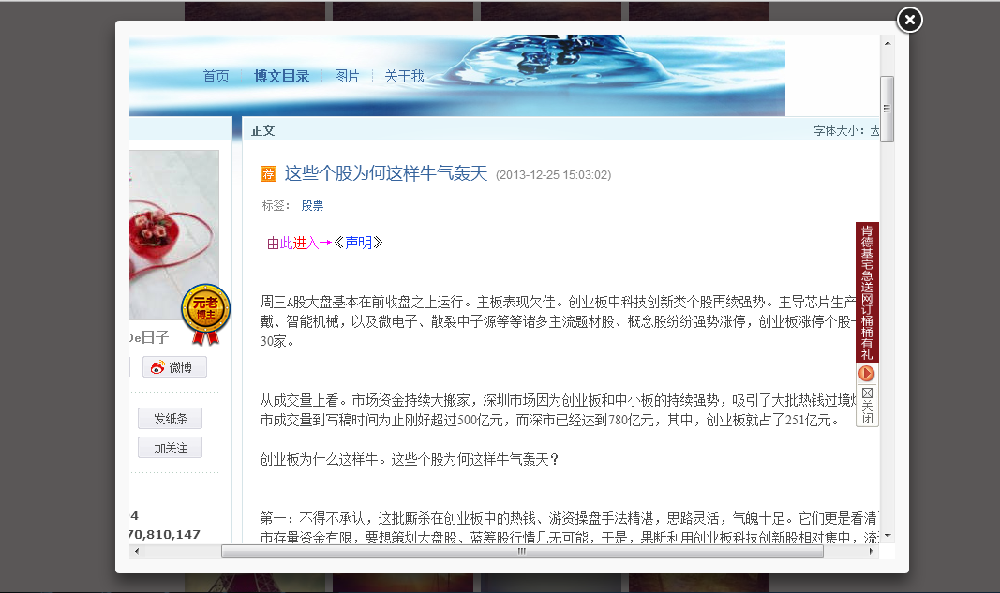 首页 博文目录 图片 关于我
正文 字体大小：
荐 这些个股为何这样牛气轰天 (2013-12-25 15:03:02)
标签： 股票
由此进入→《声明》
周三A股大盘基本在前收盘之上运行。主板表现欠佳。创业板中科技创新类个股再续强势。主导芯片生产
戴、智能机械，以及微电子、散裂中子源等等诸多主流题材股、概念股纷纷强势涨停，创业板涨停个股
30家。
从成交量上看。市场资金持续大搬家，深圳市场因为创业板和中小板的持续强势，吸引了大批热钱过境
市成交量到写稿时间为止刚好超过500亿元，而深市已经达到780亿元，其中，创业板就占了251亿元。
创业板为什么这样牛。这些个股为何这样牛气轰天？
第一：不得不承认，这批厮杀在创业板中的热钱、游资操盘手法精湛，思路灵活，气魄十足。它们更是看清
市存量资金有限，要想策划大盘股、蓝筹股行情几无可能，于是，果断利用创业板科技创新股相对集中，流
元老
博主
De日子
微博
发纸条
加关注
4
70,810,147
肯德基宅急送网订桶桶有礼
关闭